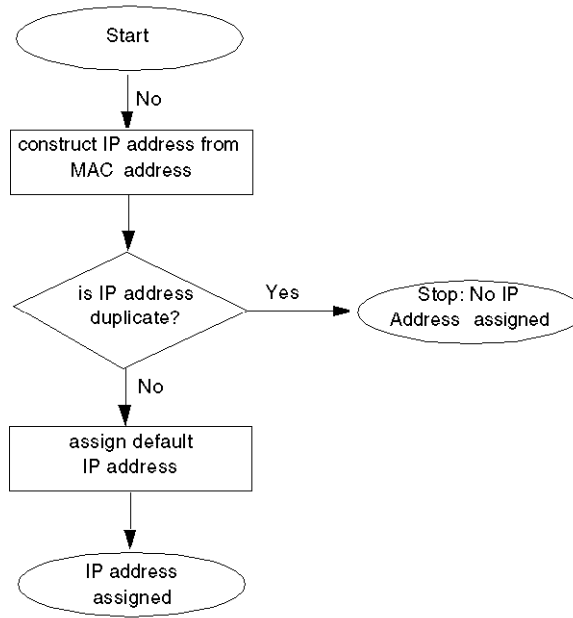 Start
No
construct IP address from
MAC address
is IP address
duplicate?
Yes
Stop: No IP
Address assigned
No
assign default
IP address
IP address
assigned